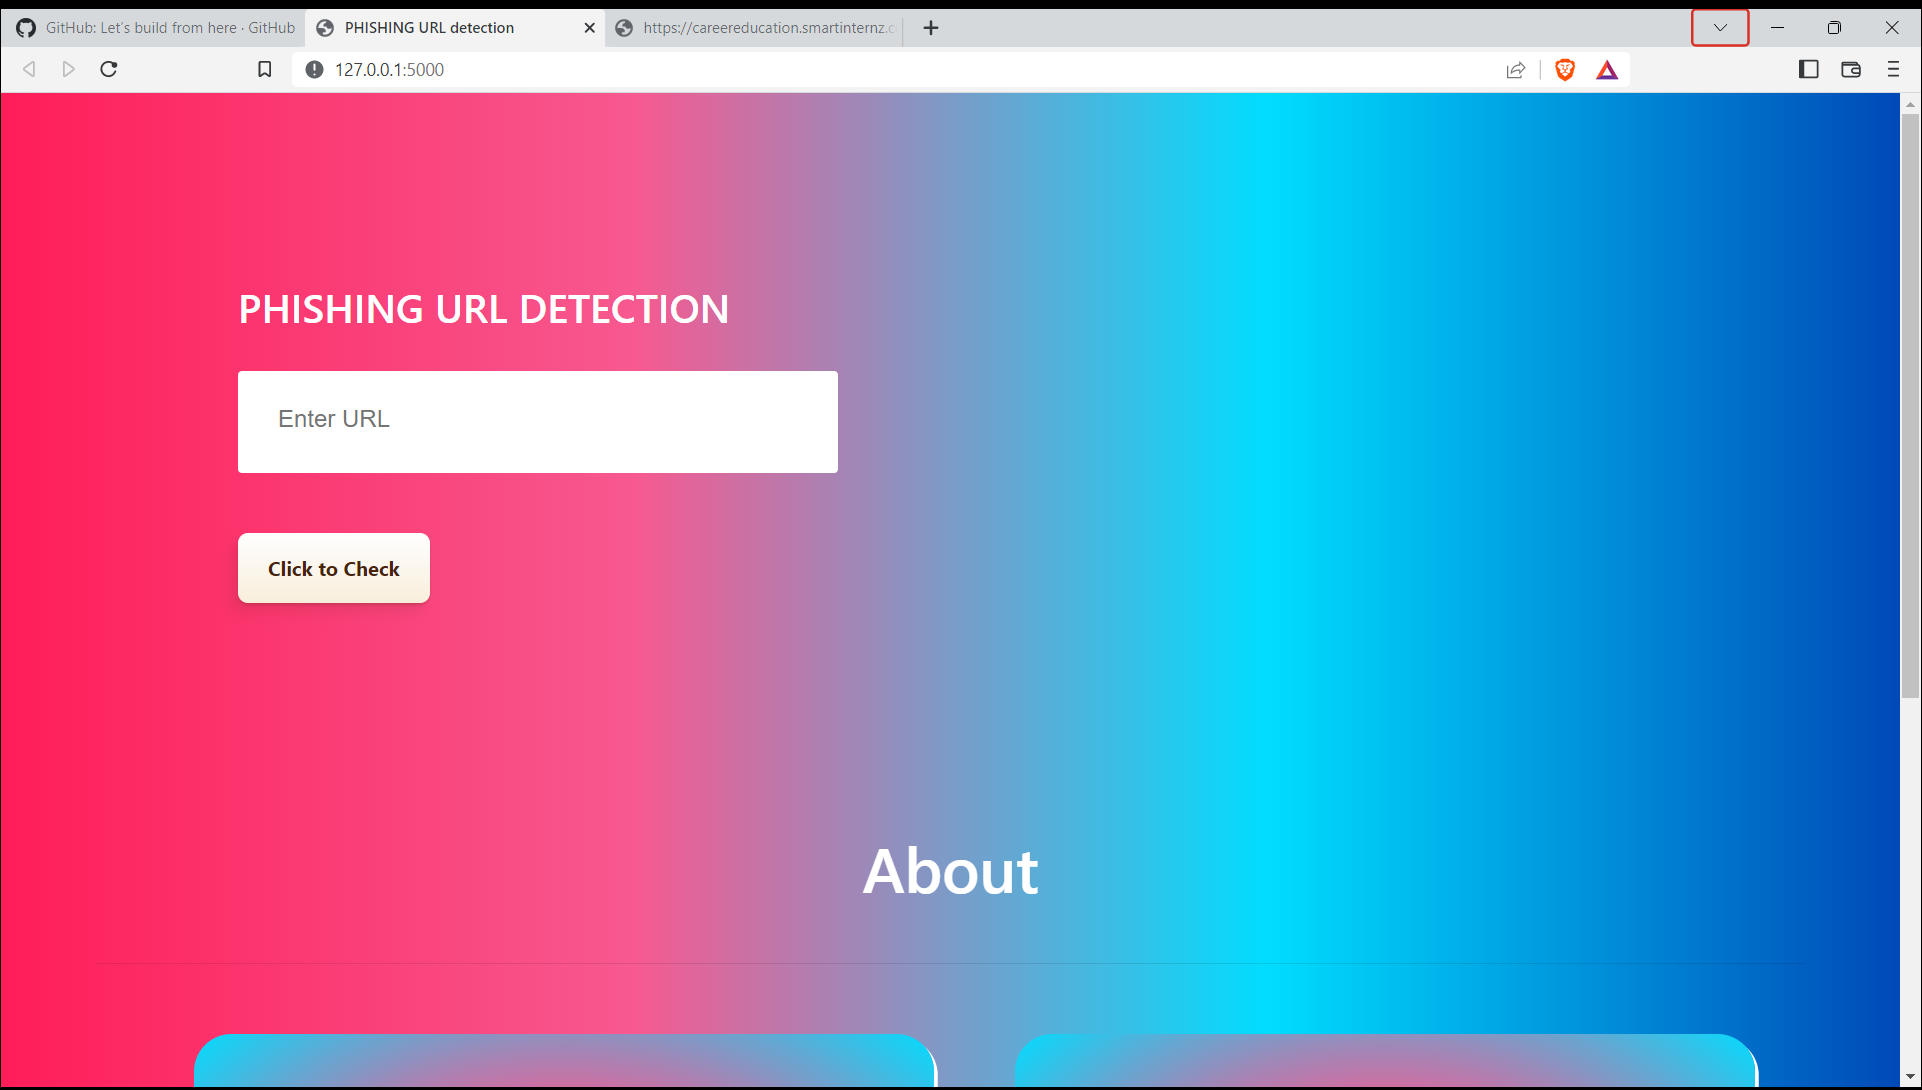 GitHub: Let's build from here · GitHub
PHISHING URL detection
https://careereducation.smartinternz.c
127.0.0.1:5000
PHISHING URL DETECTION
Enter URL
Click to Check
About